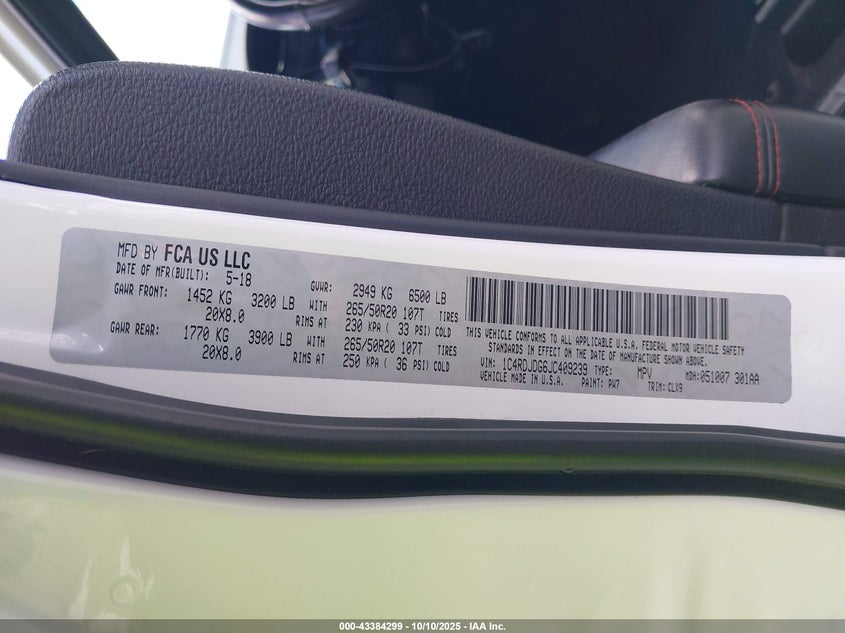 MFD BY FCA US LLC
DATE OF MFR(BUILT): 5-18 GVWR: 2949 KG 6500 LB
GAWR FRONT: 1452 KG 3200 LB WITH 265/50R20 107T TIRES
20X8.0 RIMS AT 230 KPA ( 33 PSI) COLD
GAWR REAR: 1770 KG 3900 LB WITH 265/50R20 107T TIRES
20X8.0 RIMS AT 250 KPA ( 36 PSI) COLD
THIS VEHICLE CONFORMS TO ALL APPLICABLE U.S.A. FEDERAL MOTOR VEHICLE SAFETY
STANDARDS IN EFFECT ON THE DATE OF MANUFACTURE SHOWN ABOVE.
VIN: 1C4RDJDG6JC409239 TYPE: MPV MDH:051007 301AA
VEHICLE MADE IN U.S.A. PAINT: PW7 TRIM: CLX9
000-43384299 - 10/10/2025 - IAA Inc.